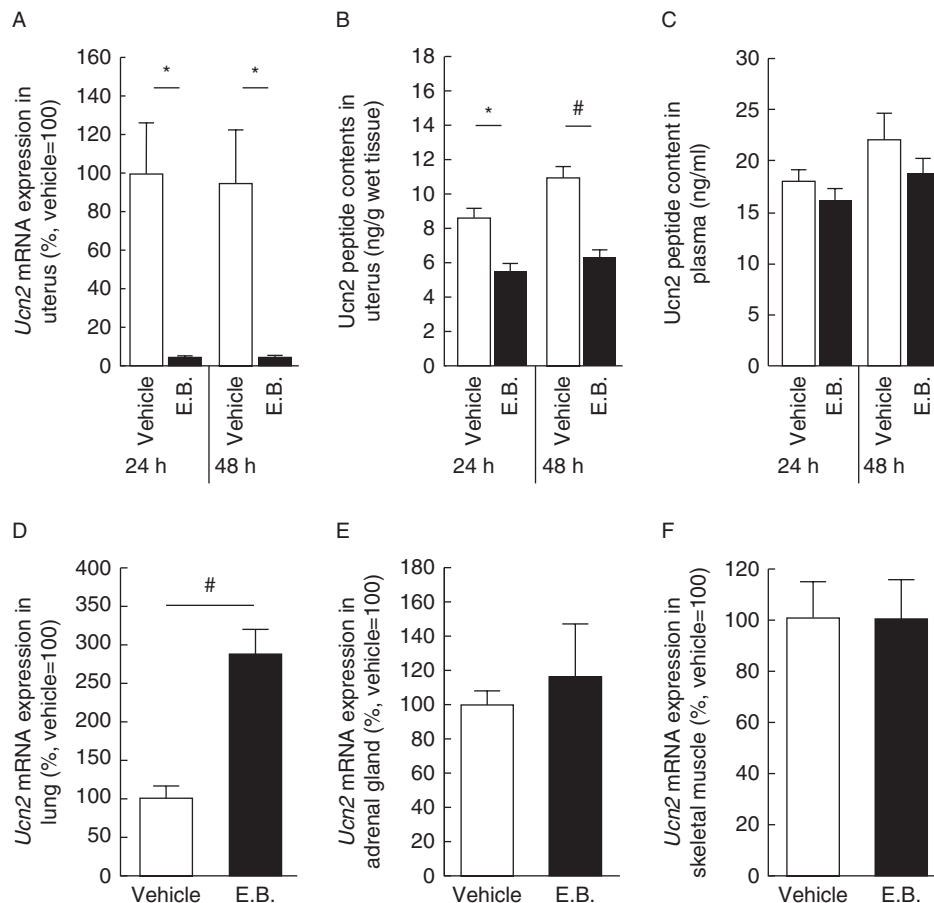 A
Ucn2 mRNA expression in
uterus (%, vehicle=100)
160
140
120
100
80
60
40
20
0
*
*
Vehicle
E.B.
Vehicle
E.B.
24 h
48 h
B
Ucn2 peptide contents in
uterus (ng/g wet tissue)
18
16
14
12
10
8
6
4
2
0
*
#
Vehicle
E.B.
Vehicle
E.B.
24 h
48 h
C
Ucn2 peptide content in
plasma (ng/ml)
30
25
20
15
10
5
0
Vehicle
E.B.
Vehicle
E.B.
24 h
48 h
D
Ucn2 mRNA expression in
lung (%, vehicle=100)
400
350
300
250
200
150
100
50
0
#
Vehicle
E.B.
E
Ucn2 mRNA expression in
adrenal gland (%, vehicle=100)
180
160
140
120
100
80
60
40
20
0
Vehicle
E.B.
F
Ucn2 mRNA expression in
skeletal muscle (%, vehicle=100)
120
100
80
60
40
20
0
Vehicle
E.B.